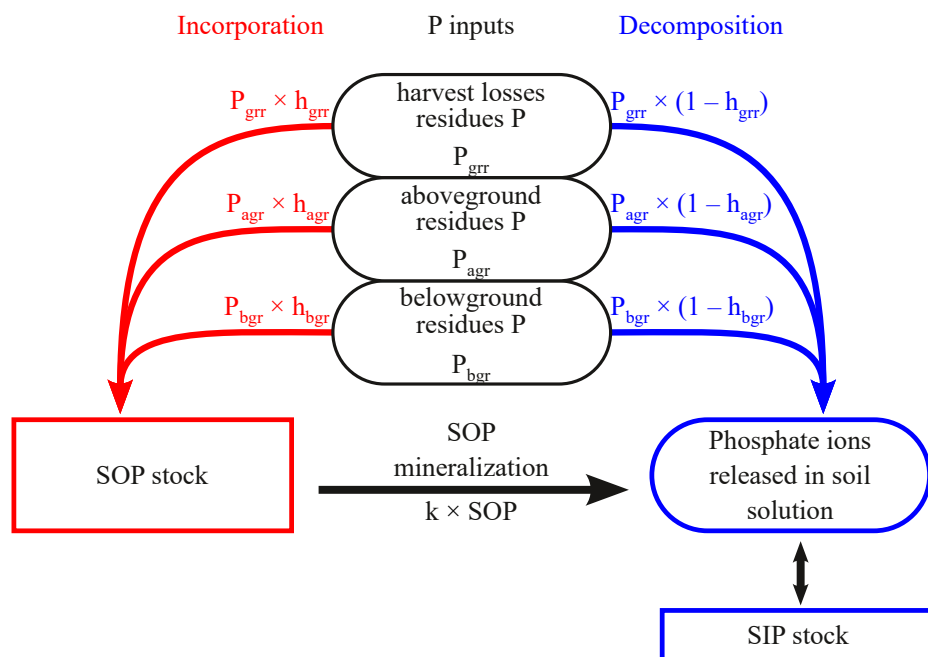 Incorporation P inputs Decomposition
harvest losses
residues P
P_grr
P_grr × h_grr
P_grr × (1 – h_grr)
aboveground
residues P
P_agr
P_agr × h_agr
P_agr × (1 – h_agr)
belowground
residues P
P_bgr
P_bgr × h_bgr
P_bgr × (1 – h_bgr)
SOP stock
SOP
mineralization
k × SOP
Phosphate ions
released in soil
solution
SIP stock